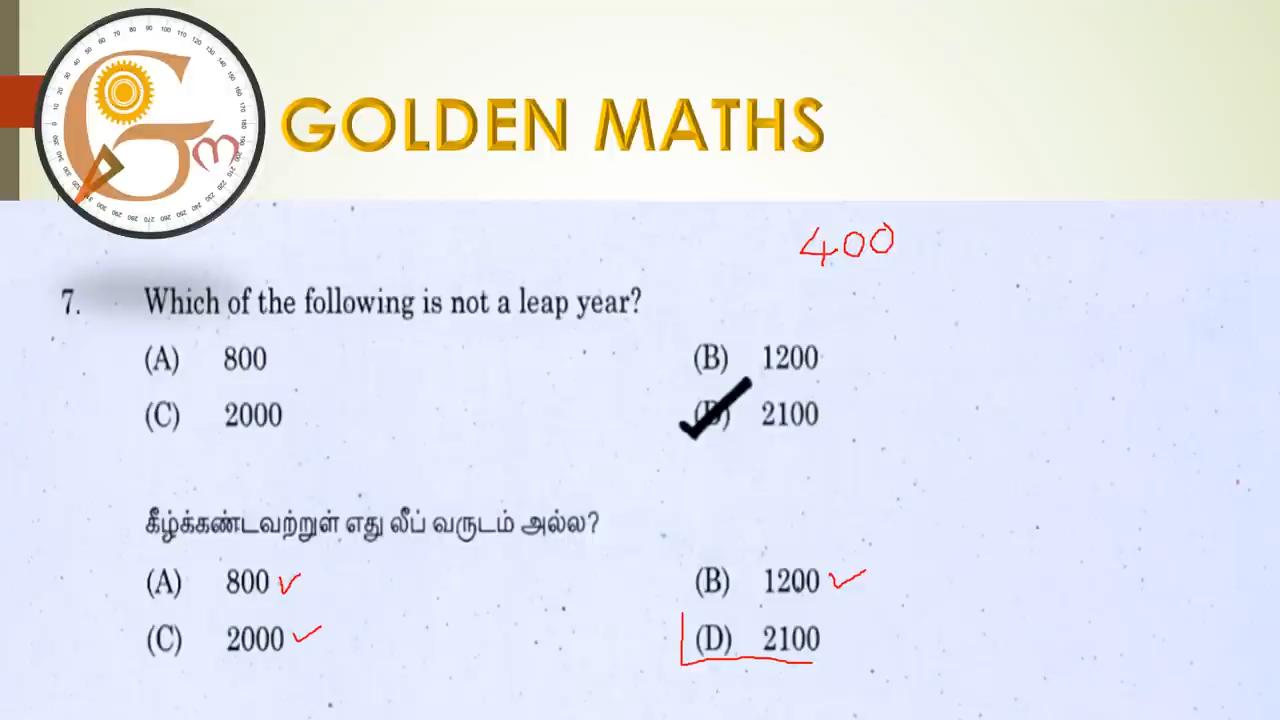 GOLDEN MATHS
400
7. Which of the following is not a leap year?
(A) 800 (B) 1200
(C) 2000 (D) 2100
கீழ்க்கண்டவற்றுள் எது லீப் வருடம் அல்ல?
(A) 800 (B) 1200
(C) 2000 (D) 2100